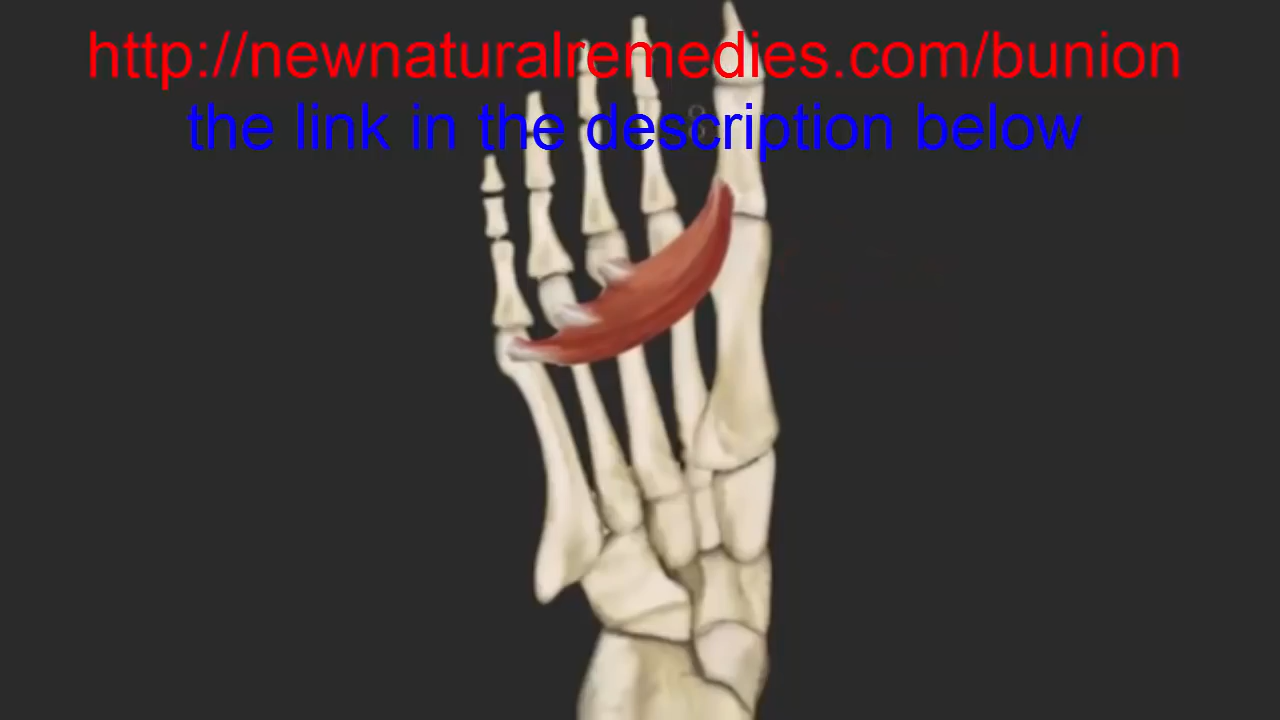 http://newnaturalremedies.com/bunion
the link in the description below